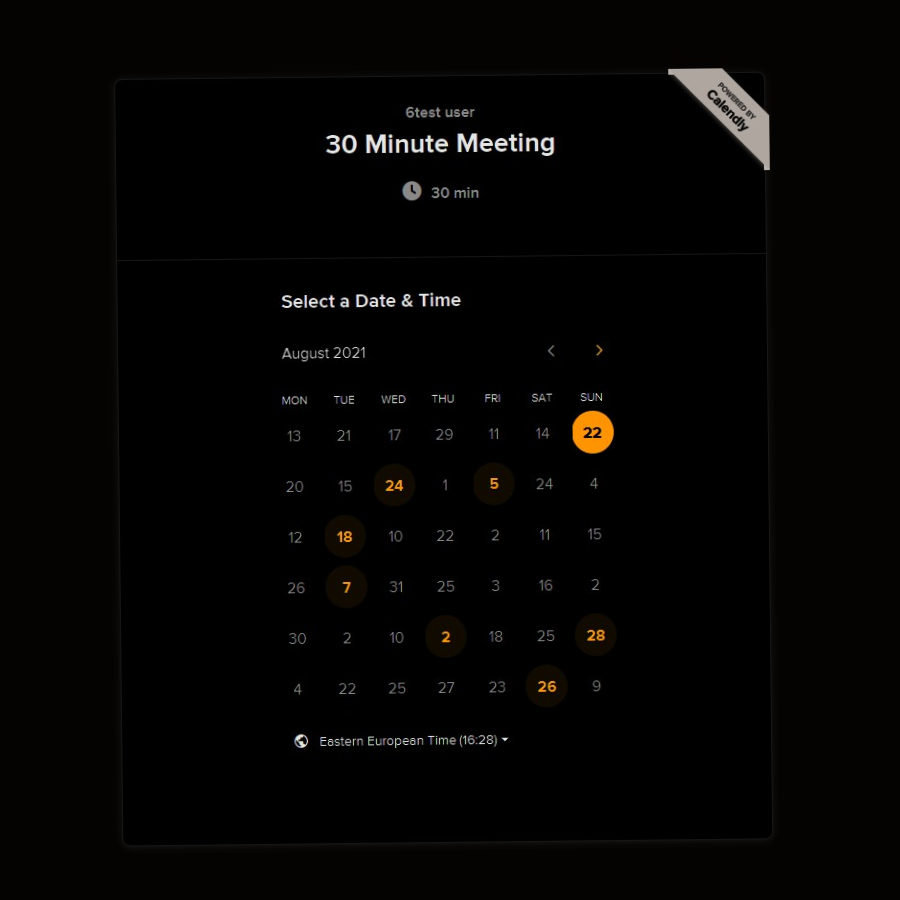 POWERED BY
Calendly
6test user
30 Minute Meeting
30 min
Select a Date & Time
August 2021
MON TUE WED THU FRI SAT SUN
13 21 17 29 11 14 22
20 15 24 1 5 24 4
12 18 10 22 2 11 15
26 7 31 25 3 16 2
30 2 10 2 18 25 28
4 22 25 27 23 26 9
Eastern European Time (16:28)